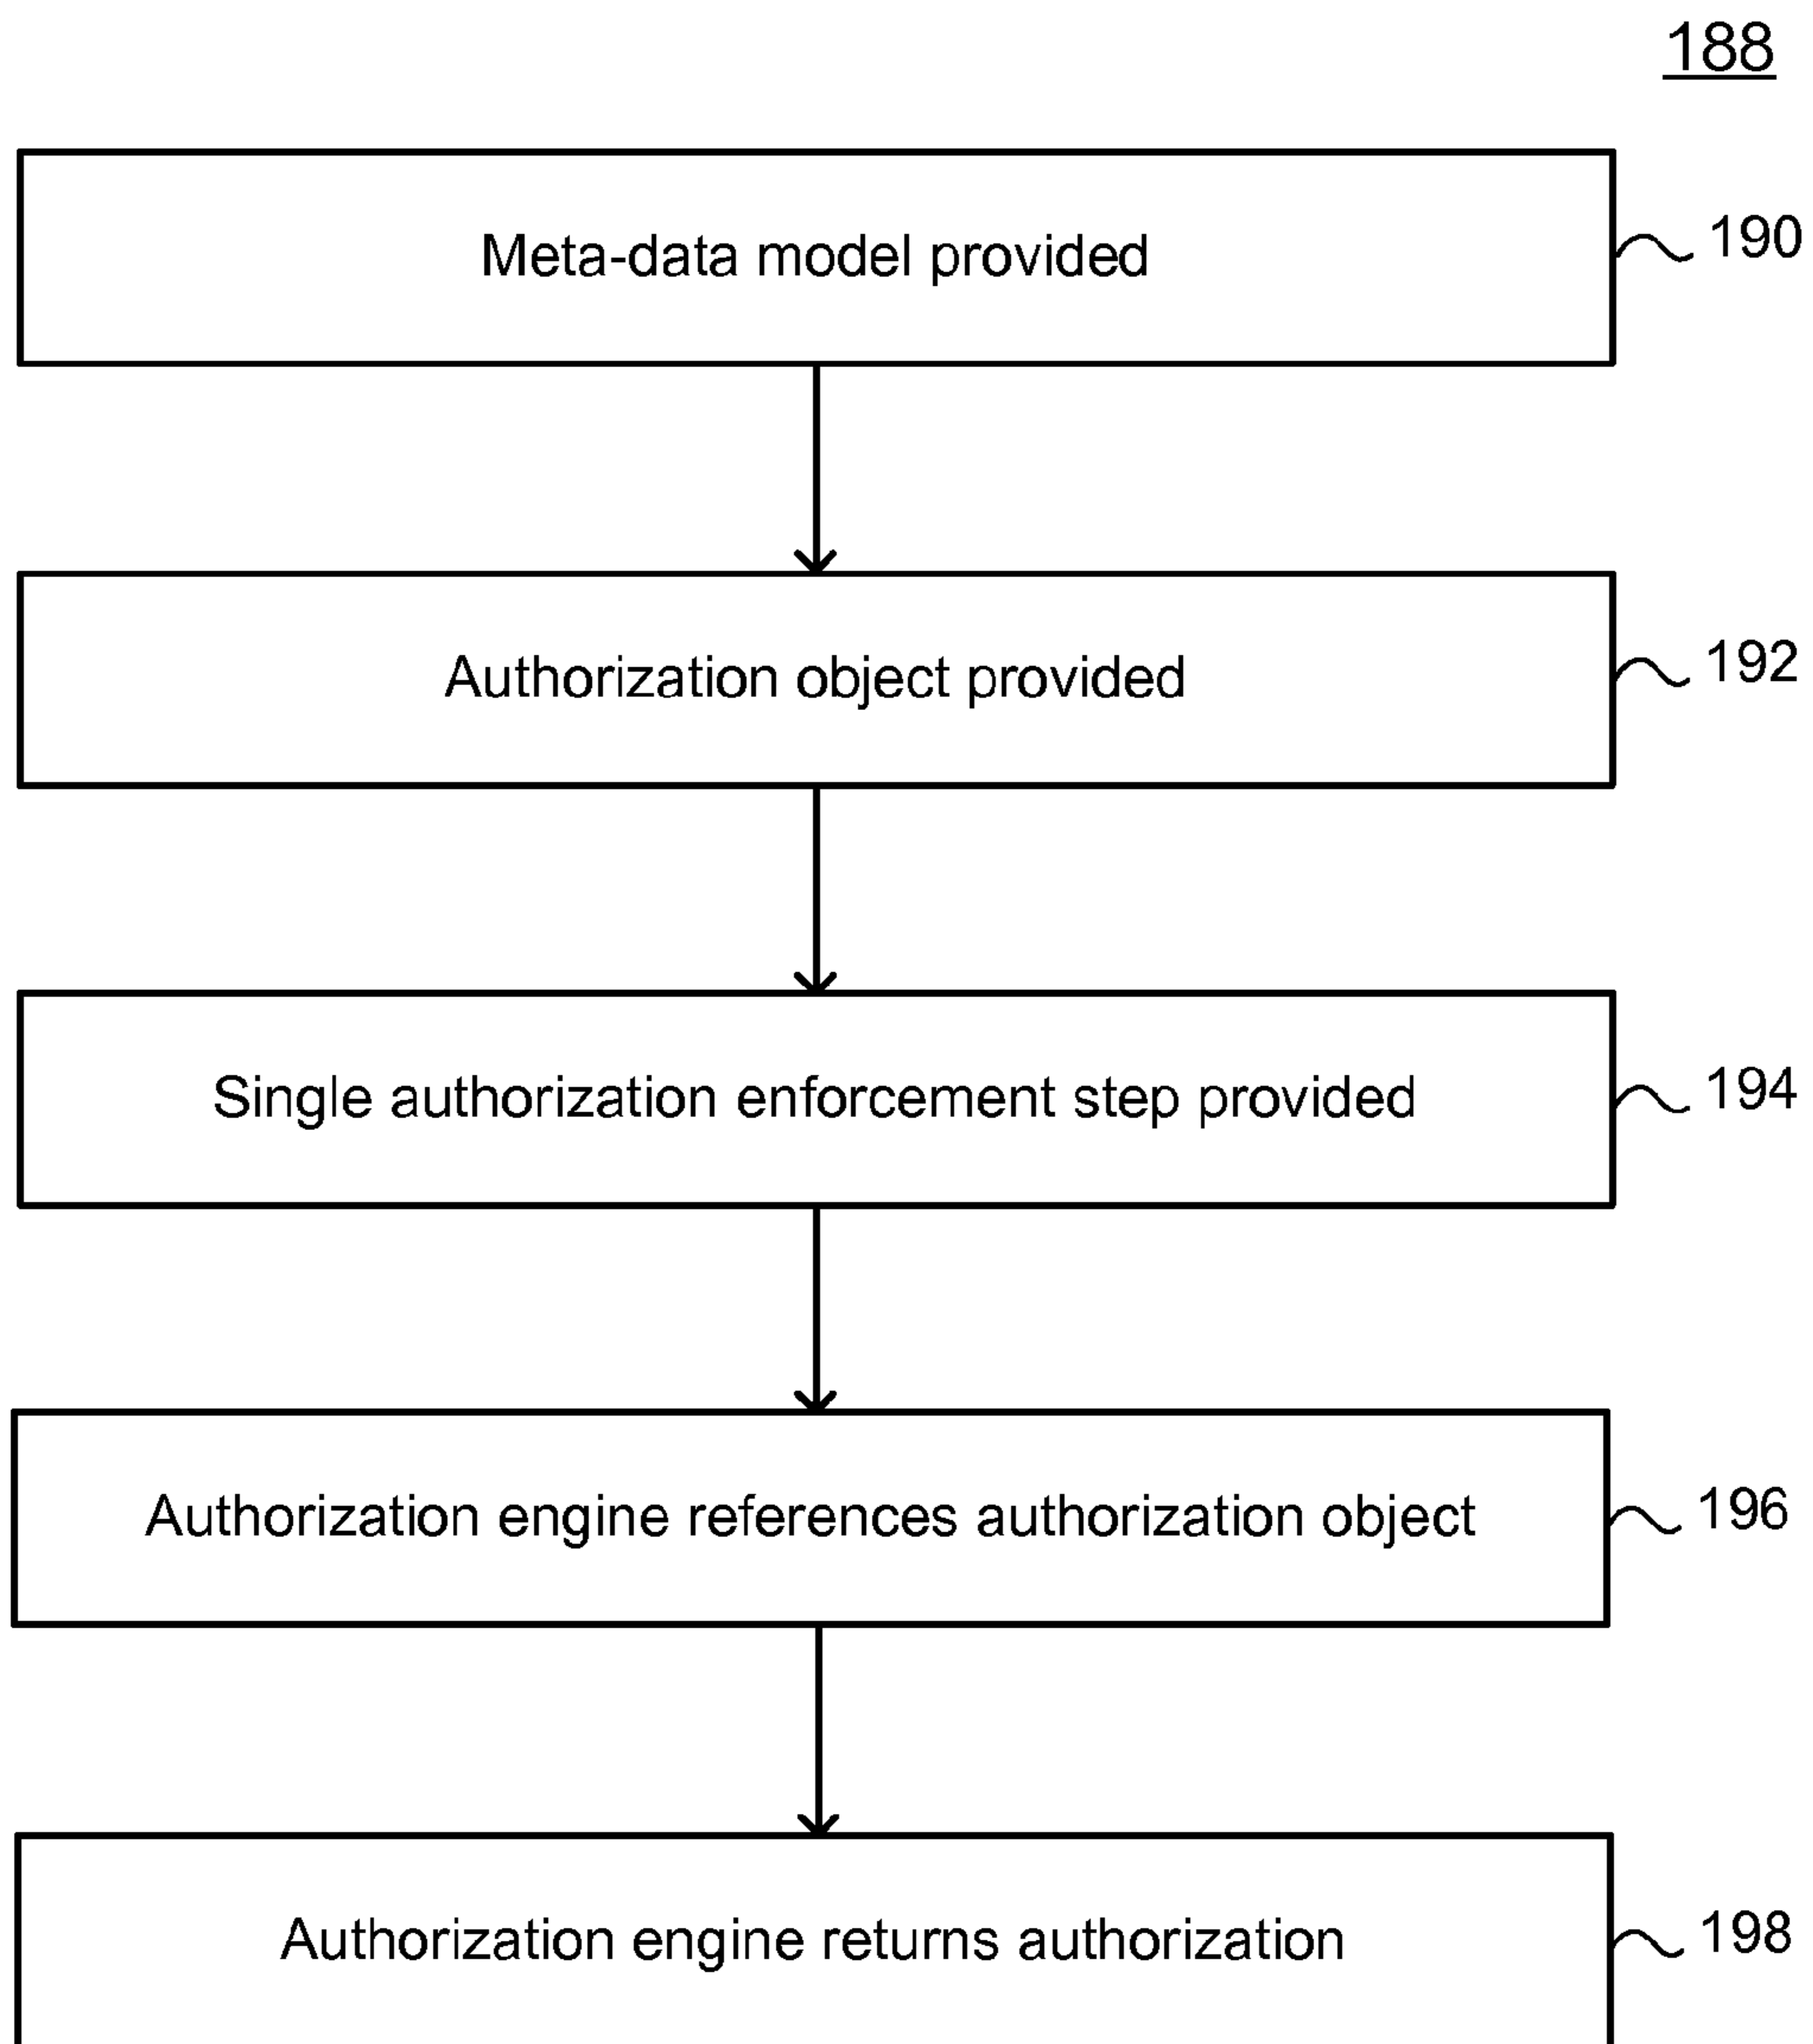 188
Meta-data model provided
190
Authorization object provided
192
Single authorization enforcement step provided
194
Authorization engine references authorization object
196
Authorization engine returns authorization
198